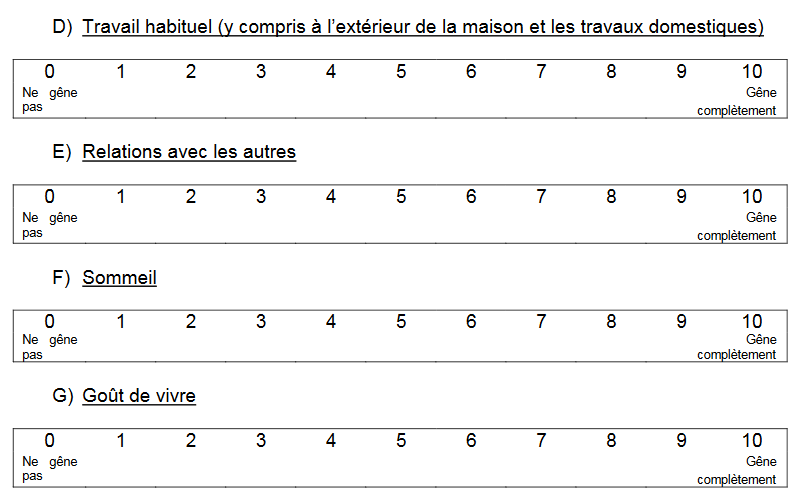 D) Travail habituel (y compris à l’extérieur de la maison et les travaux domestiques)
0 1 2 3 4 5 6 7 8 9 10
Ne gêne Gêne
pas complètement
E) Relations avec les autres
0 1 2 3 4 5 6 7 8 9 10
Ne gêne Gêne
pas complètement
F) Sommeil
0 1 2 3 4 5 6 7 8 9 10
Ne gêne Gêne
pas complètement
G) Goût de vivre
0 1 2 3 4 5 6 7 8 9 10
Ne gêne Gêne
pas complètement